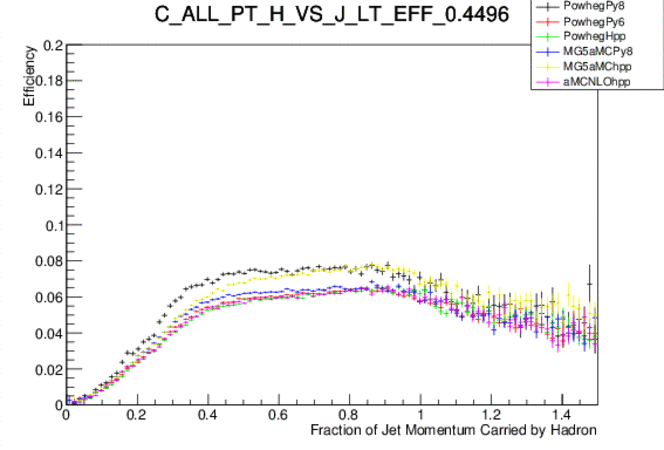 C_ALL_PT_H_VS_J_LT_EFF_0.4496
PowhegPy8
PowhegPy6
PowhegHpp
MG5aMCPy8
MG5aMChpp
aMCNLOhpp
Efficiency
0.2
0.18
0.16
0.14
0.12
0.1
0.08
0.06
0.04
0.02
0
0 0.2 0.4 0.6 0.8 1 1.2 1.4
Fraction of Jet Momentum Carried by Hadron